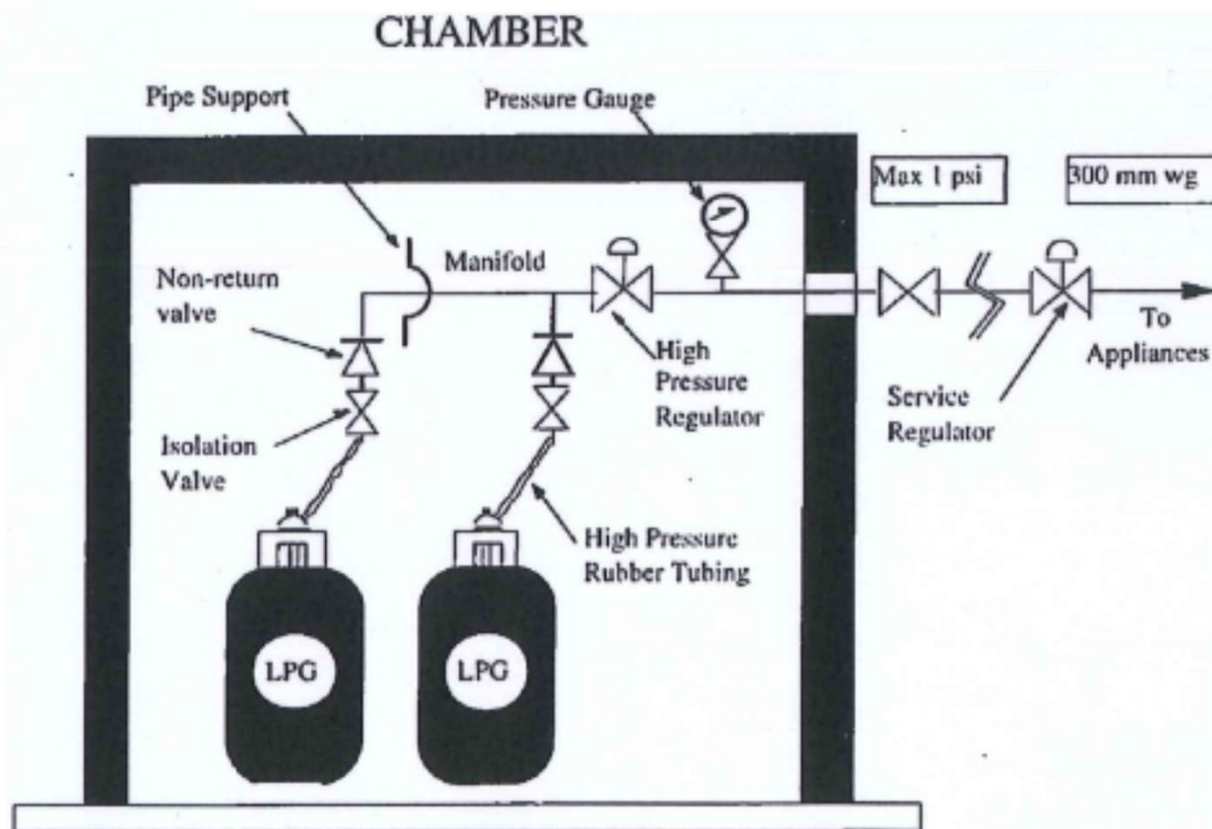 CHAMBER
Pipe Support
Pressure Gauge
Max 1 psi
300 mm wg
Non-return
valve
Manifold
High
Pressure
Regulator
To
Appliances
Service
Regulator
Isolation
Valve
High Pressure
Rubber Tubing
LPG
LPG